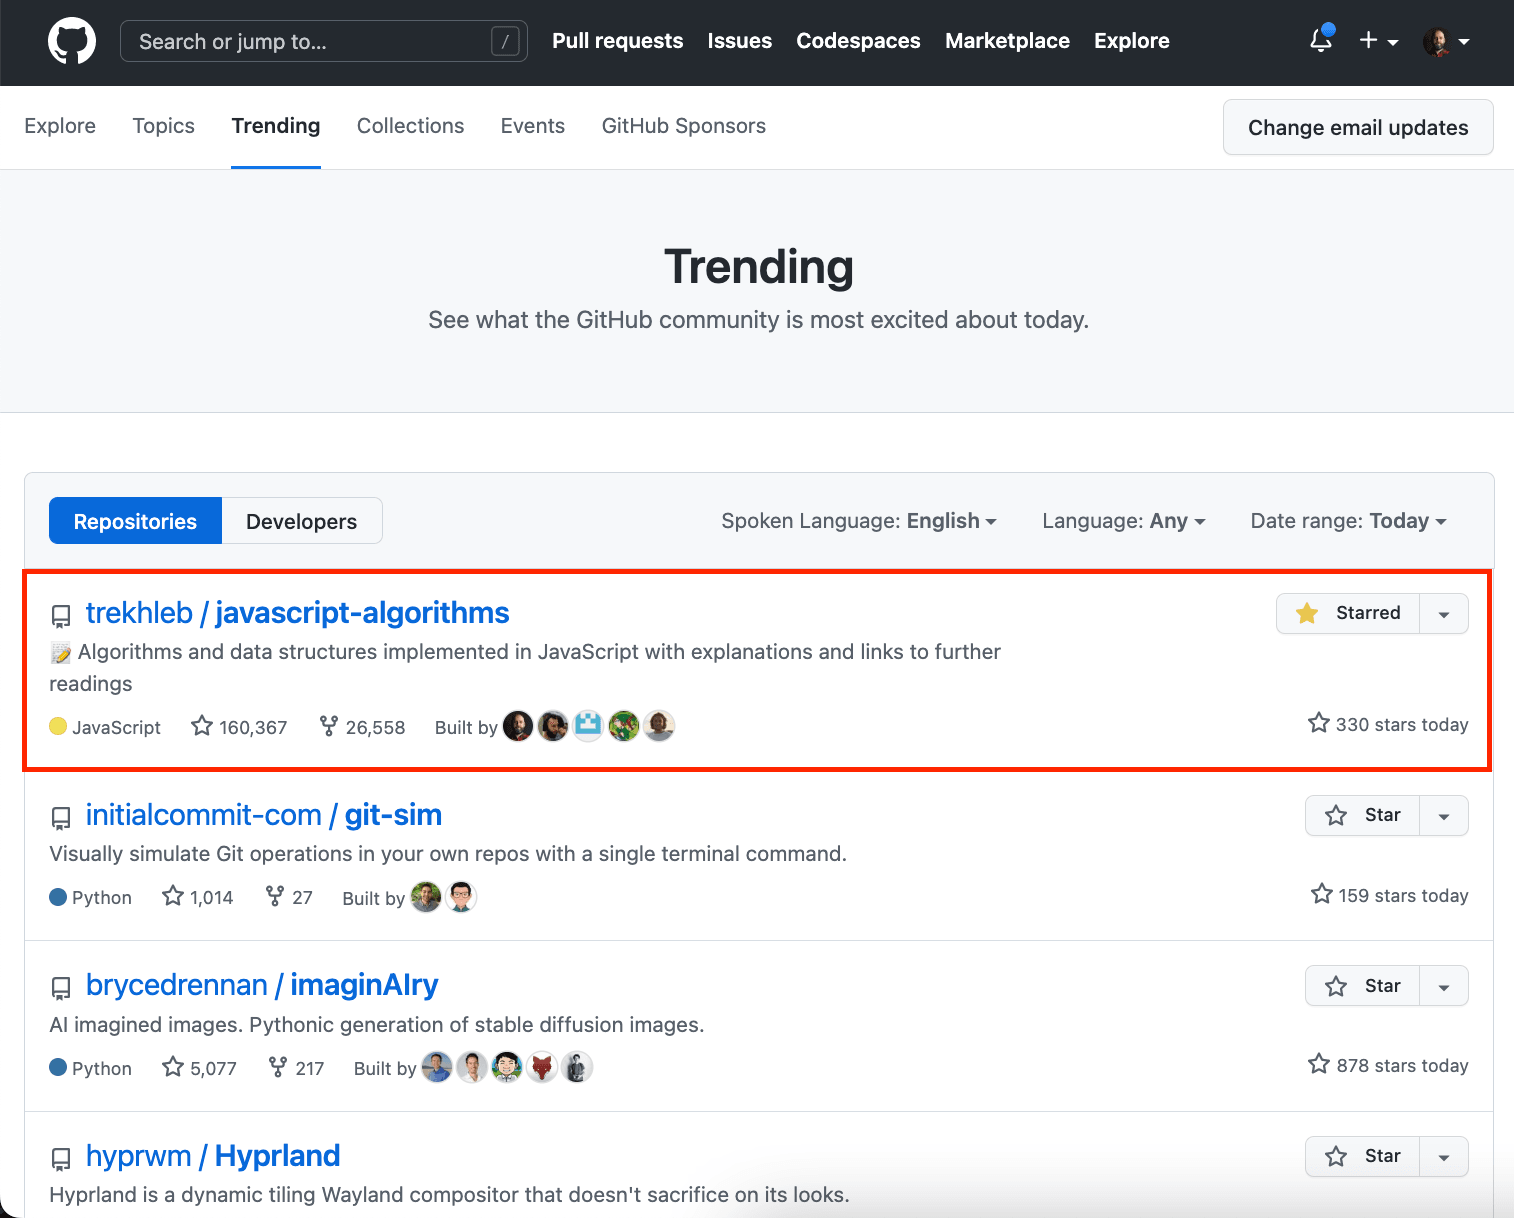 Search or jump to... / Pull requests Issues Codespaces Marketplace Explore
Explore Topics Trending Collections Events GitHub Sponsors Change email updates
Trending
See what the GitHub community is most excited about today.
Repositories Developers Spoken Language: English Language: Any Date range: Today
trekhleb / javascript-algorithms Starred
Algorithms and data structures implemented in JavaScript with explanations and links to further
readings
JavaScript 160,367 26,558 Built by 330 stars today
initialcommit-com / git-sim Star
Visually simulate Git operations in your own repos with a single terminal command.
Python 1,014 27 Built by 159 stars today
brycedrennan / imaginAIry Star
AI imagined images. Pythonic generation of stable diffusion images.
Python 5,077 217 Built by 878 stars today
hyprwm / Hyprland Star
Hyprland is a dynamic tiling Wayland compositor that doesn't sacrifice on its looks.